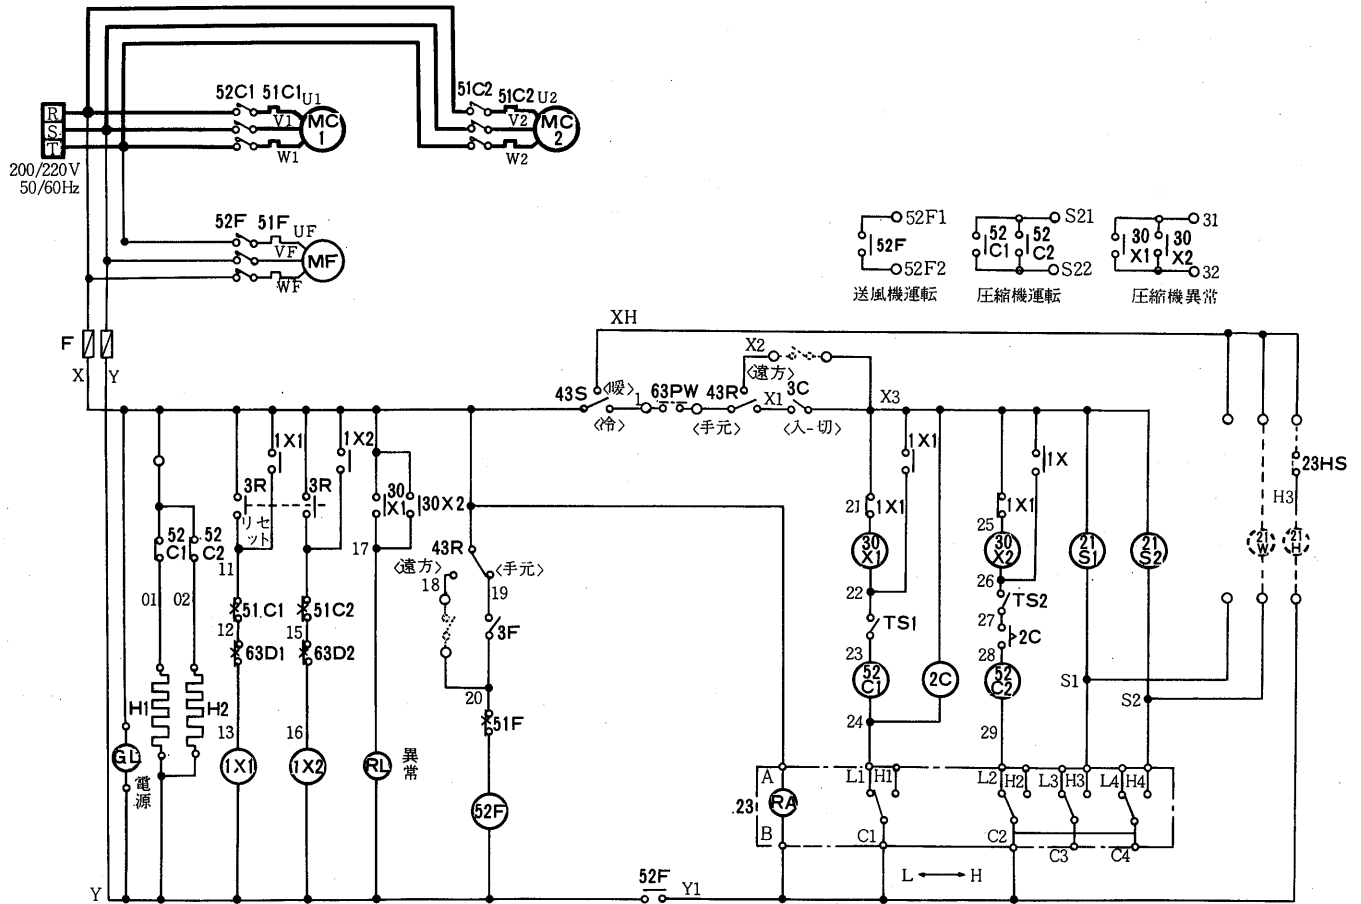 52C1 51C1 U1
V1
W1
MC
1
51C2 51C2 U2
V2
W2
MC
2
R
S
T
200/220V
50/60Hz
52F 51F UF
VF
WF
MF
F
X Y
52F1
52F
52F2
送風機運転
S21
52
C1
52
C2
S22
圧縮機運転
31
30
X1
30
X2
32
圧縮機異常
XH
43S 〈暖〉 1 63PW 43R X1 3C X3
〈冷〉 〈手元〉 〈入-切〉
X2
〈遠方〉
1X1
1X2
3R
リセット
3R
30
X1
30X2
17
52
C1
52
C2
01 02
11
51C1
12
63D1
13
51C2
15
63D2
16
H1 H2
GL
電源
1X1
1X2
RL
異常
43R
〈遠方〉
18
〈手元〉
19
3F
20
51F
52F
1X1
21 1X1
30
X1
22
TS1
23
52
C1
24
2C
1X
1X1
25
30
X2
26
TS2
27
2C
28
52
C2
29
21
S1
21
S2
S1
S2
23HS
H3
21
W
21
H
23
A
RA
B
L1 H1
C1
L2 H2 L3 H3 L4 H4
C2 C3 C4
L H
Y
52F
Y1